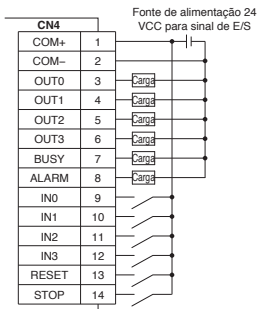 Fonte de alimentação 24
VCC para sinal de E/S
CN4
COM+ 1
COM– 2
OUT0 3 Carga
OUT1 4 Carga
OUT2 5 Carga
OUT3 6 Carga
BUSY 7 Carga
ALARM 8 Carga
IN0 9
IN1 10
IN2 11
IN3 12
RESET 13
STOP 14